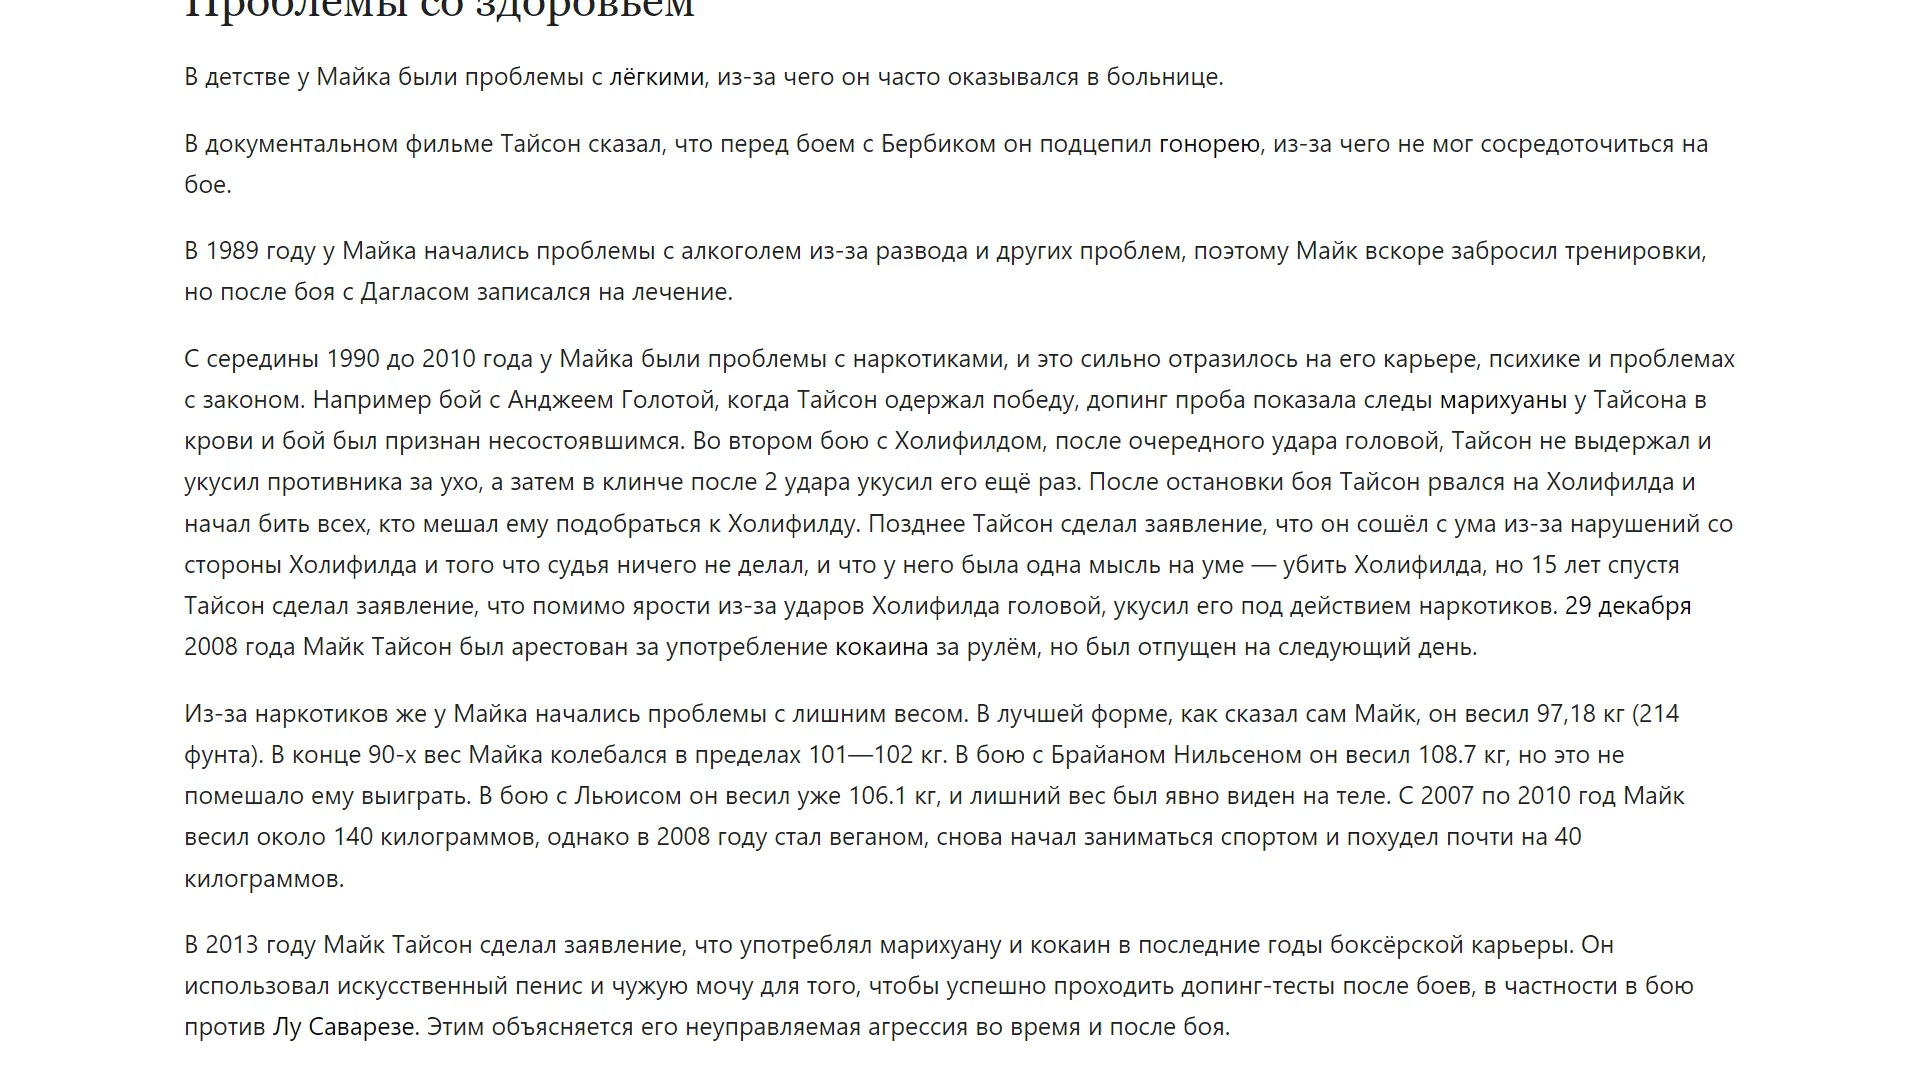 Проблемы со здоровьем
В детстве у Майка были проблемы с лёгкими, из-за чего он часто оказывался в больнице.
В документальном фильме Тайсон сказал, что перед боем с Бербиком он подцепил гонорею, из-за чего не мог сосредоточиться на
бое.
В 1989 году у Майка начались проблемы с алкоголем из-за развода и других проблем, поэтому Майк вскоре забросил тренировки,
но после боя с Дагласом записался на лечение.
С середины 1990 до 2010 года у Майка были проблемы с наркотиками, и это сильно отразилось на его карьере, психике и проблемах
с законом. Например бой с Анджеем Голотой, когда Тайсон одержал победу, допинг проба показала следы марихуаны у Тайсона в
крови и бой был признан несостоявшимся. Во втором бою с Холифилдом, после очередного удара головой, Тайсон не выдержал и
укусил противника за ухо, а затем в клинче после 2 удара укусил его ещё раз. После остановки боя Тайсон рвался на Холифилда и
начал бить всех, кто мешал ему подобраться к Холифилду. Позднее Тайсон сделал заявление, что он сошёл с ума из-за нарушений со
стороны Холифилда и того что судья ничего не делал, и что у него была одна мысль на уме — убить Холифилда, но 15 лет спустя
Тайсон сделал заявление, что помимо ярости из-за ударов Холифилда головой, укусил его под действием наркотиков. 29 декабря
2008 года Майк Тайсон был арестован за употребление кокаина за рулём, но был отпущен на следующий день.
Из-за наркотиков же у Майка начались проблемы с лишним весом. В лучшей форме, как сказал сам Майк, он весил 97,18 кг (214
фунта). В конце 90-х вес Майка колебался в пределах 101—102 кг. В бою с Брайаном Нильсеном он весил 108.7 кг, но это не
помешало ему выиграть. В бою с Льюисом он весил уже 106.1 кг, и лишний вес был явно виден на теле. С 2007 по 2010 год Майк
весил около 140 килограммов, однако в 2008 году стал веганом, снова начал заниматься спортом и похудел почти на 40
килограммов.
В 2013 году Майк Тайсон сделал заявление, что употреблял марихуану и кокаин в последние годы боксёрской карьеры. Он
использовал искусственный пенис и чужую мочу для того, чтобы успешно проходить допинг-тесты после боев, в частности в бою
против Лу Саварезе. Этим объясняется его неуправляемая агрессия во время и после боя.